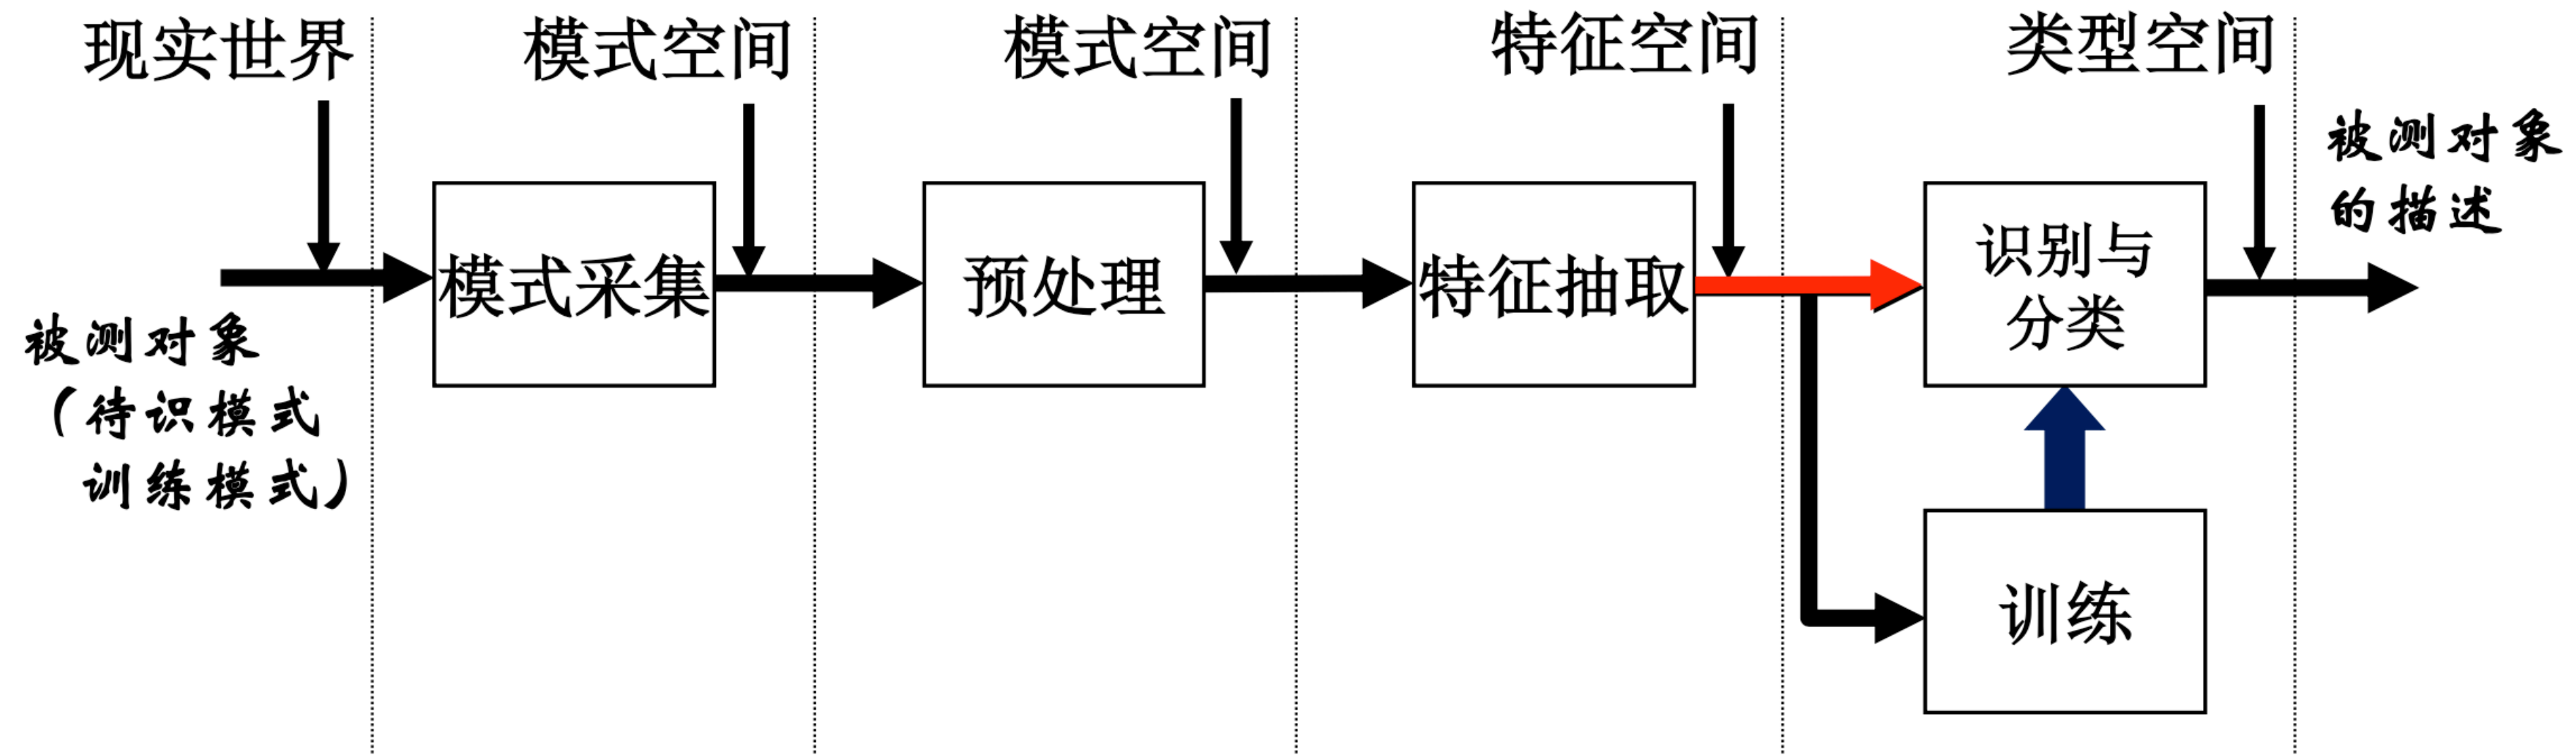 现实世界
模式空间
模式空间
特征空间
类型空间
被测对象
（待识模式
训练模式）
模式采集
预处理
特征抽取
识别与
分类
训练
被测对象
的描述